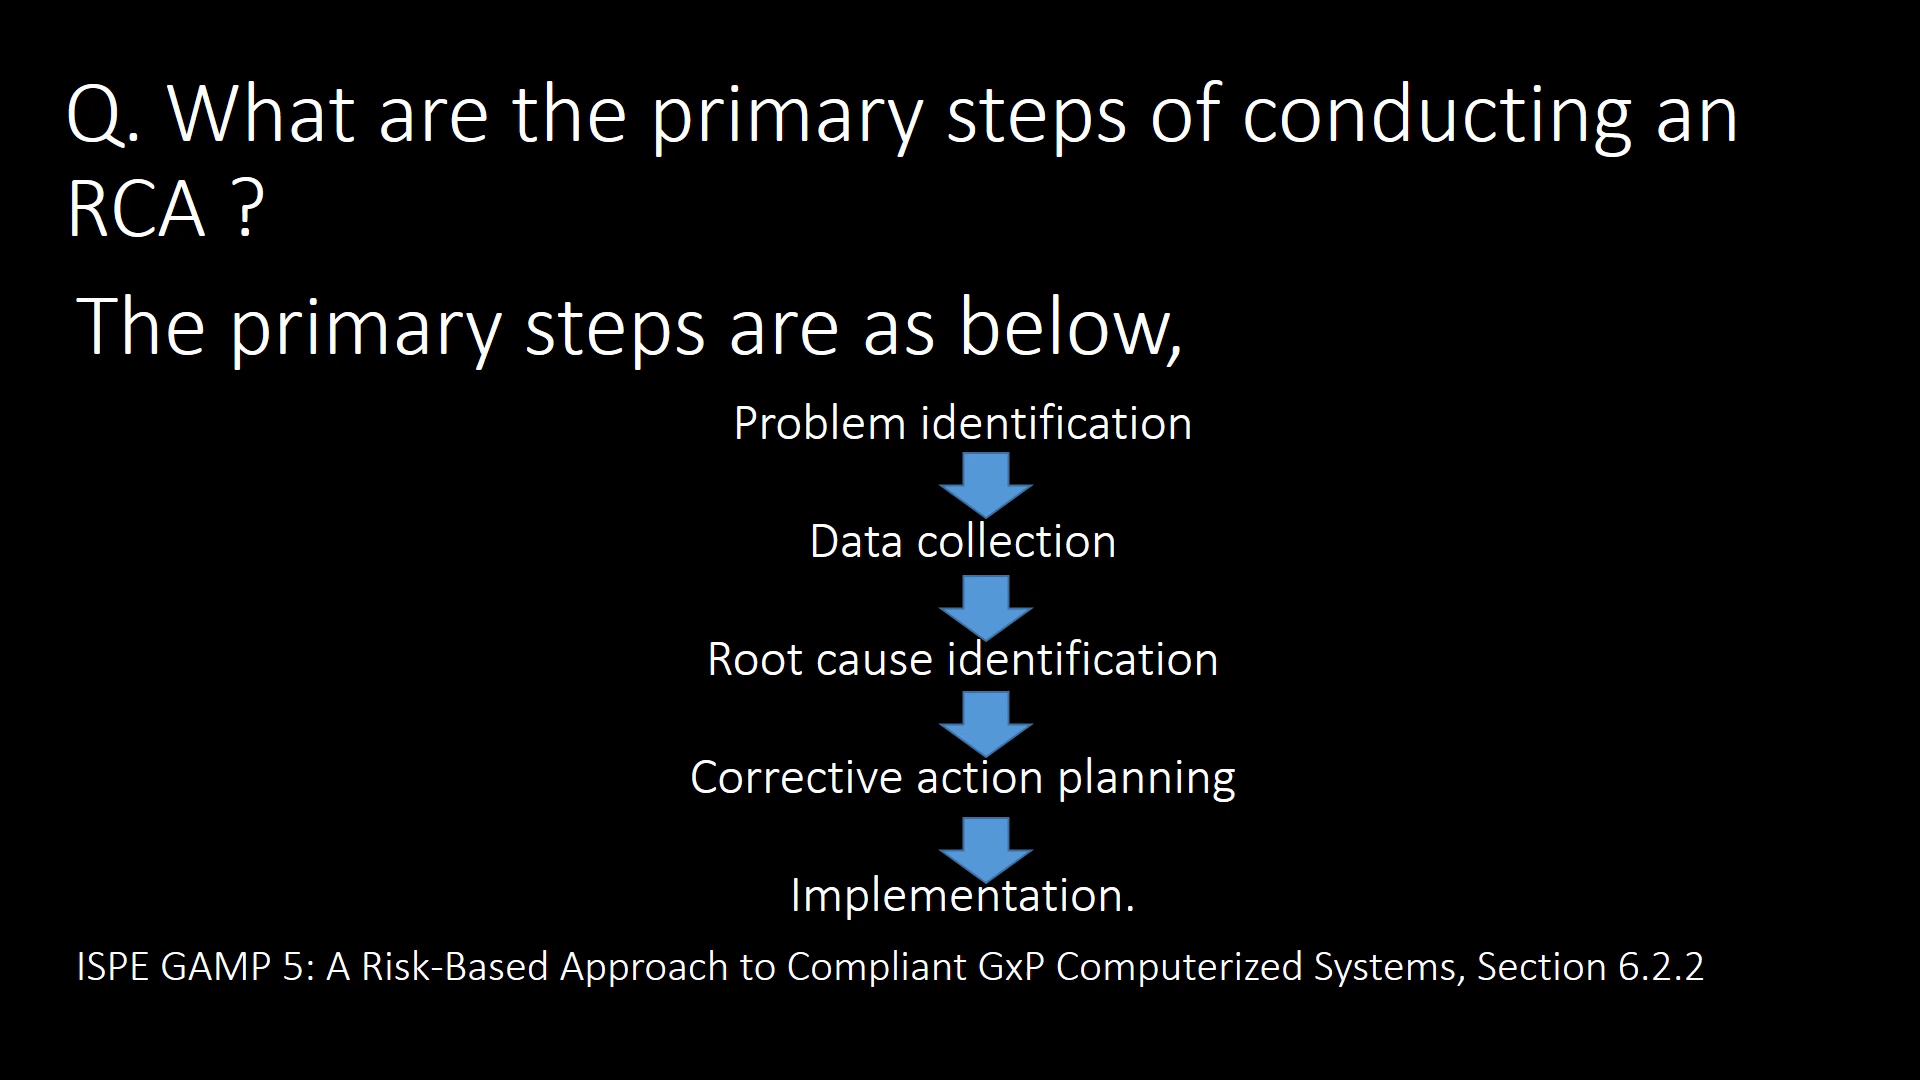 Q. What are the primary steps of conducting an
RCA ?
The primary steps are as below,
Problem identification
Data collection
Root cause identification
Corrective action planning
Implementation.
ISPE GAMP 5: A Risk-Based Approach to Compliant GxP Computerized Systems, Section 6.2.2